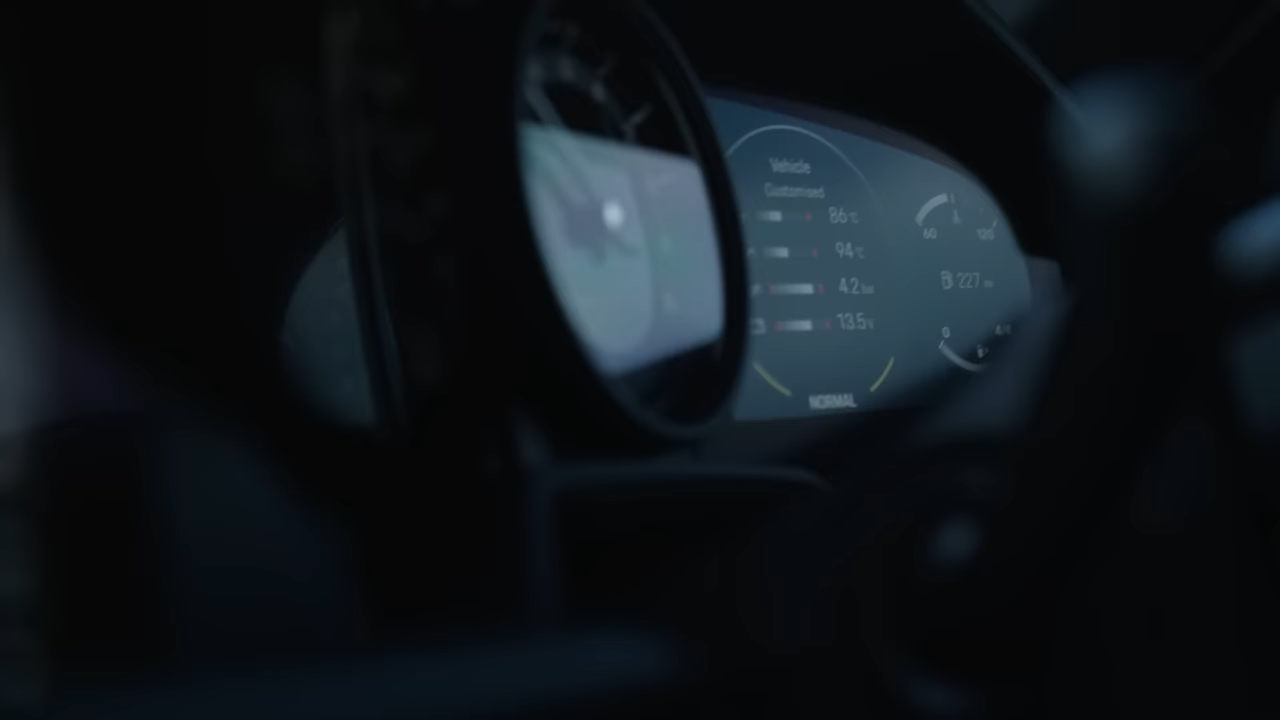 Vehicle
Customised
86°C
94°C
4.2 bar
13.5 V
NORMAL
60
120
227
0